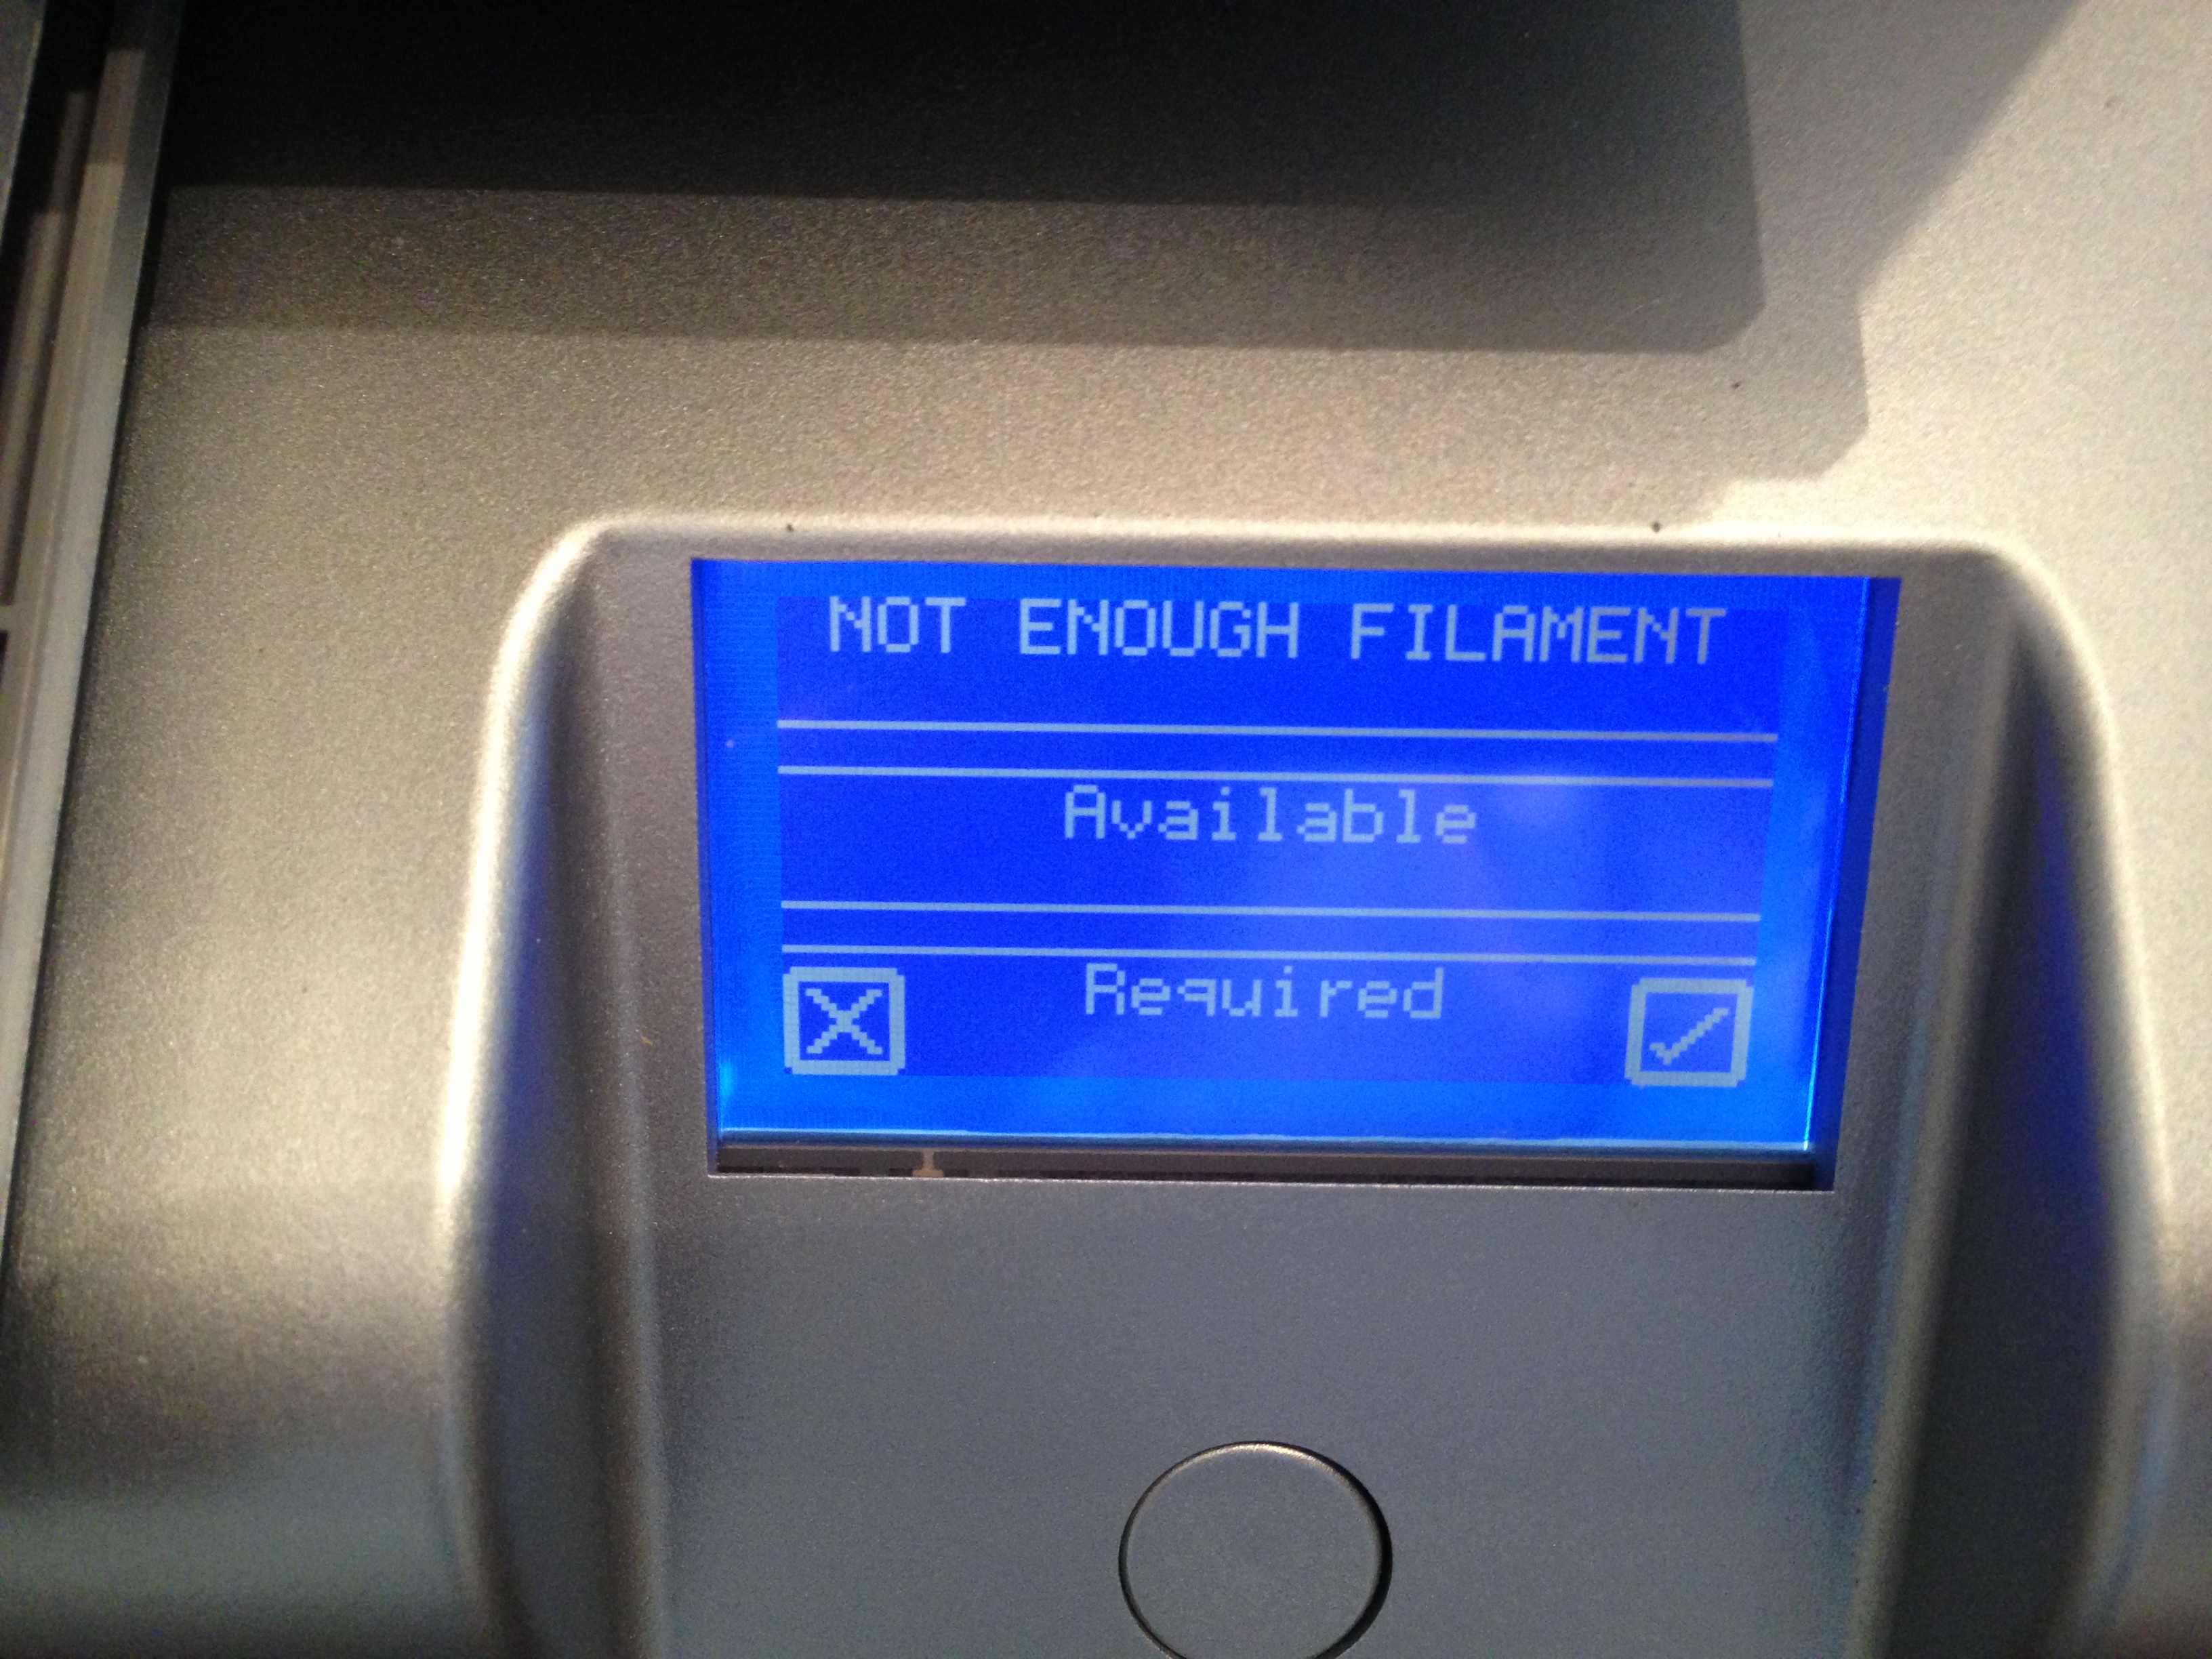 NOT ENOUGH FILAMENT
Available
Required